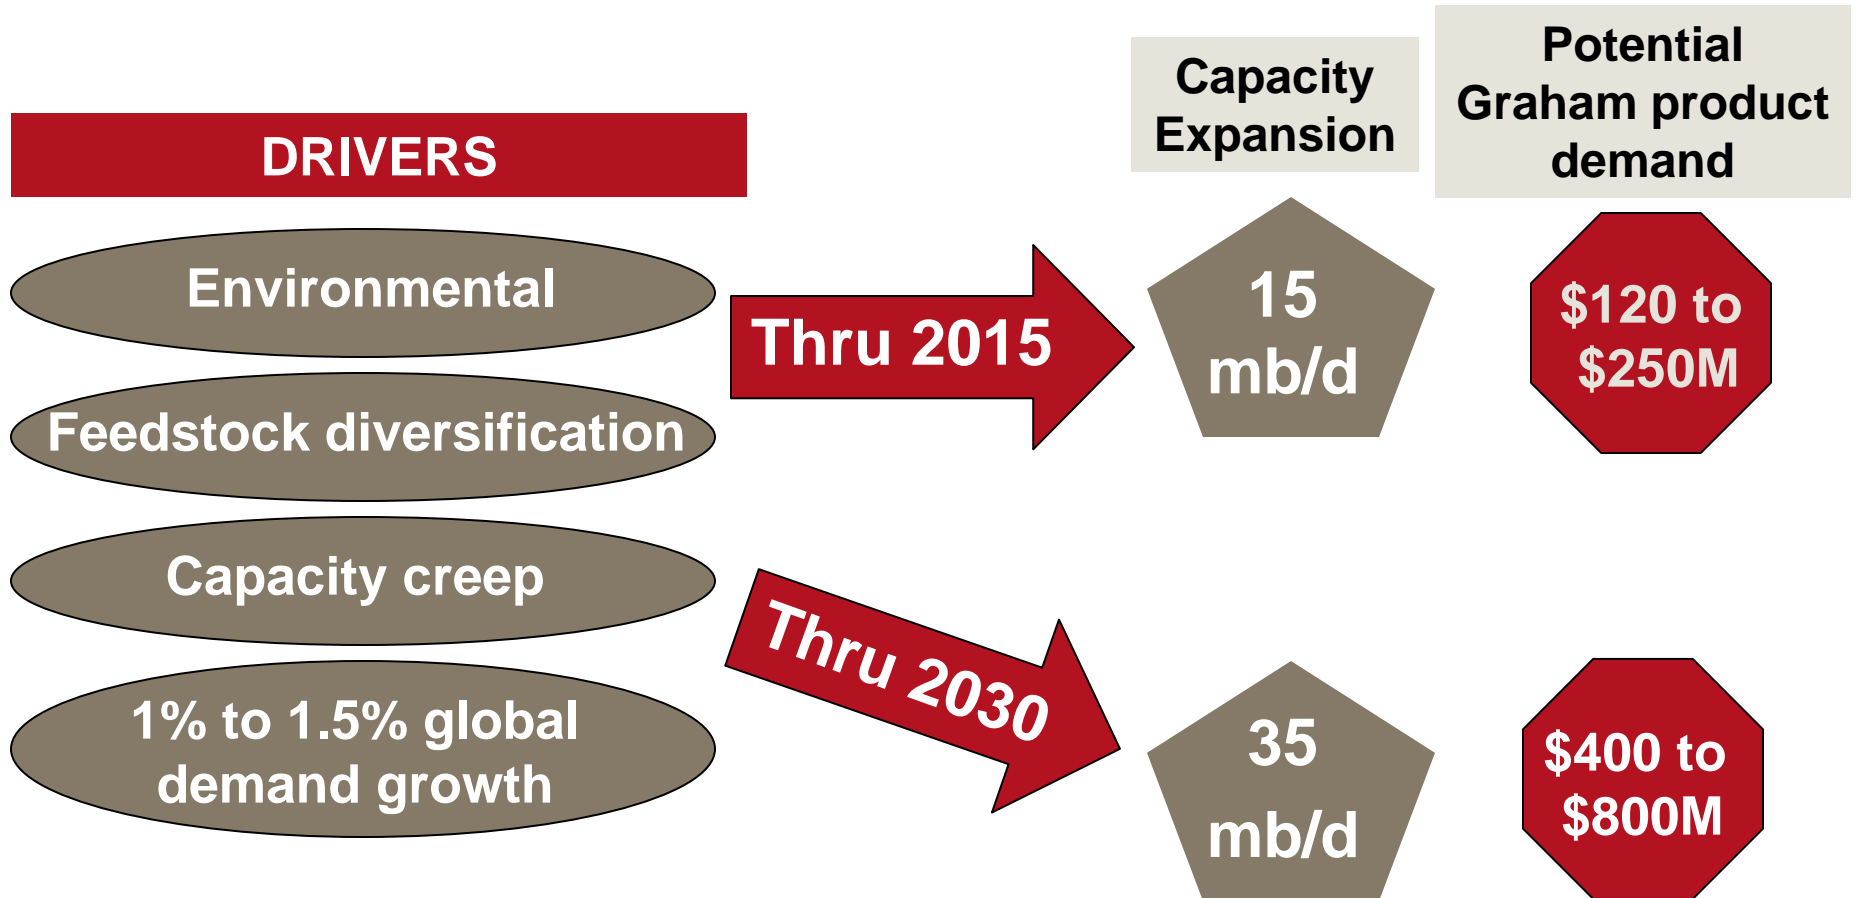 DRIVERS
Environmental
Feedstock diversification
Capacity creep
1% to 1.5% global
demand growth
Thru 2015
Thru 2030
Capacity
Expansion
15
mb/d
35
mb/d
Potential
Graham product
demand
$120 to
$250M
$400 to
$800M